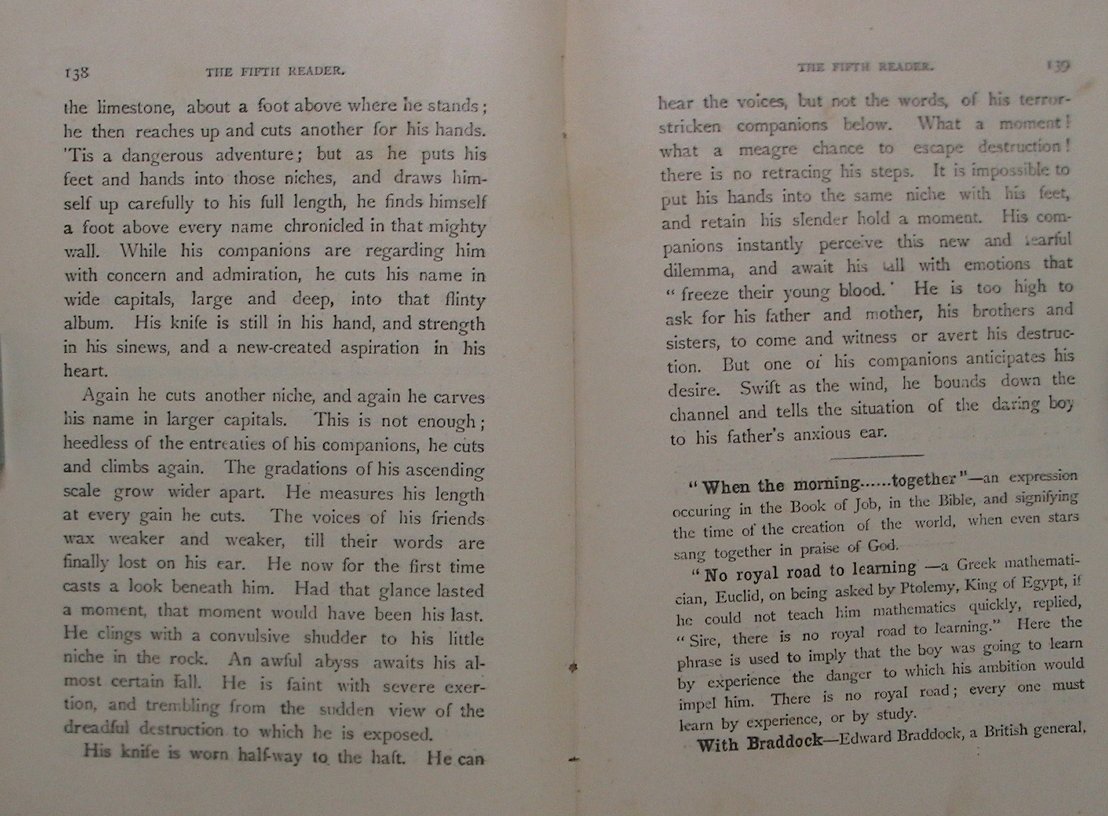 138
THE FIFTH READER.
the limestone, about a foot above where he stands;
he then reaches up and cuts another for his hands.
'Tis a dangerous adventure; but as he puts his
feet and hands into those niches, and draws him-
self up carefully to his full length, he finds himself
a foot above every name chronicled in that mighty
wall. While his companions are regarding him
with concern and admiration, he cuts his name in
wide capitals, large and deep, into that flinty
album. His knife is still in his hand, and strength
in his sinews, and a new-created aspiration in his
heart.
Again he cuts another niche, and again he carves
his name in larger capitals. This is not enough;
heedless of the entreaties of his companions, he cuts
and climbs again. The gradations of his ascending
scale grow wider apart. He measures his length
at every gain he cuts. The voices of his friends
wax weaker and weaker, till their words are
finally lost on his ear. He now for the first time
casts a look beneath him. Had that glance lasted
a moment, that moment would have been his last.
He clings with a convulsive shudder to his little
niche in the rock. An awful abyss awaits his al-
most certain fall. He is faint with severe exer-
tion, and trembling from the sudden view of the
dreadful destruction to which he is exposed.
His knife is worn half-way to the haft. He can
THE FIFTH READER.
139
hear the voices, but not the words, of his terror-
stricken companions below. What a moment!
what a meagre chance to escape destruction!
there is no retracing his steps. It is impossible to
put his hands into the same niche with his feet,
and retain his slender hold a moment. His com-
panions instantly perceive this new and fearful
dilemma, and await his fall with emotions that
"freeze their young blood.' He is too high to
ask for his father and mother, his brothers and
sisters, to come and witness or avert his destruc-
tion. But one of his companions anticipates his
desire. Swift as the wind, he bounds down the
channel and tells the situation of the daring boy
to his father's anxious ear.
"When the morning......together"—an expression
occuring in the Book of Job, in the Bible, and signifying
the time of the creation of the world, when even stars
sang together in praise of God.
"No royal road to learning —a Greek mathemati-
cian, Euclid, on being asked by Ptolemy, King of Egypt, if
he could not teach him mathematics quickly, replied,
"Sire, there is no royal road to learning." Here the
phrase is used to imply that the boy was going to learn
by experience the danger to which his ambition would
impel him. There is no royal road; every one must
learn by experience, or by study.
With Braddock—Edward Braddock, a British general,